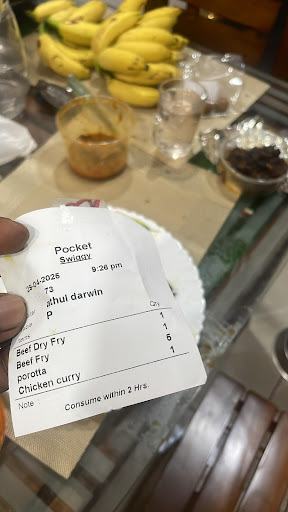 Pocket
Swiggy
9:26 pm
73
thul darwin
P
Qty
Beef Dry Fry 1
Beef Fry 1
porotta 6
Chicken curry 1
Note
Consume within 2 Hrs.